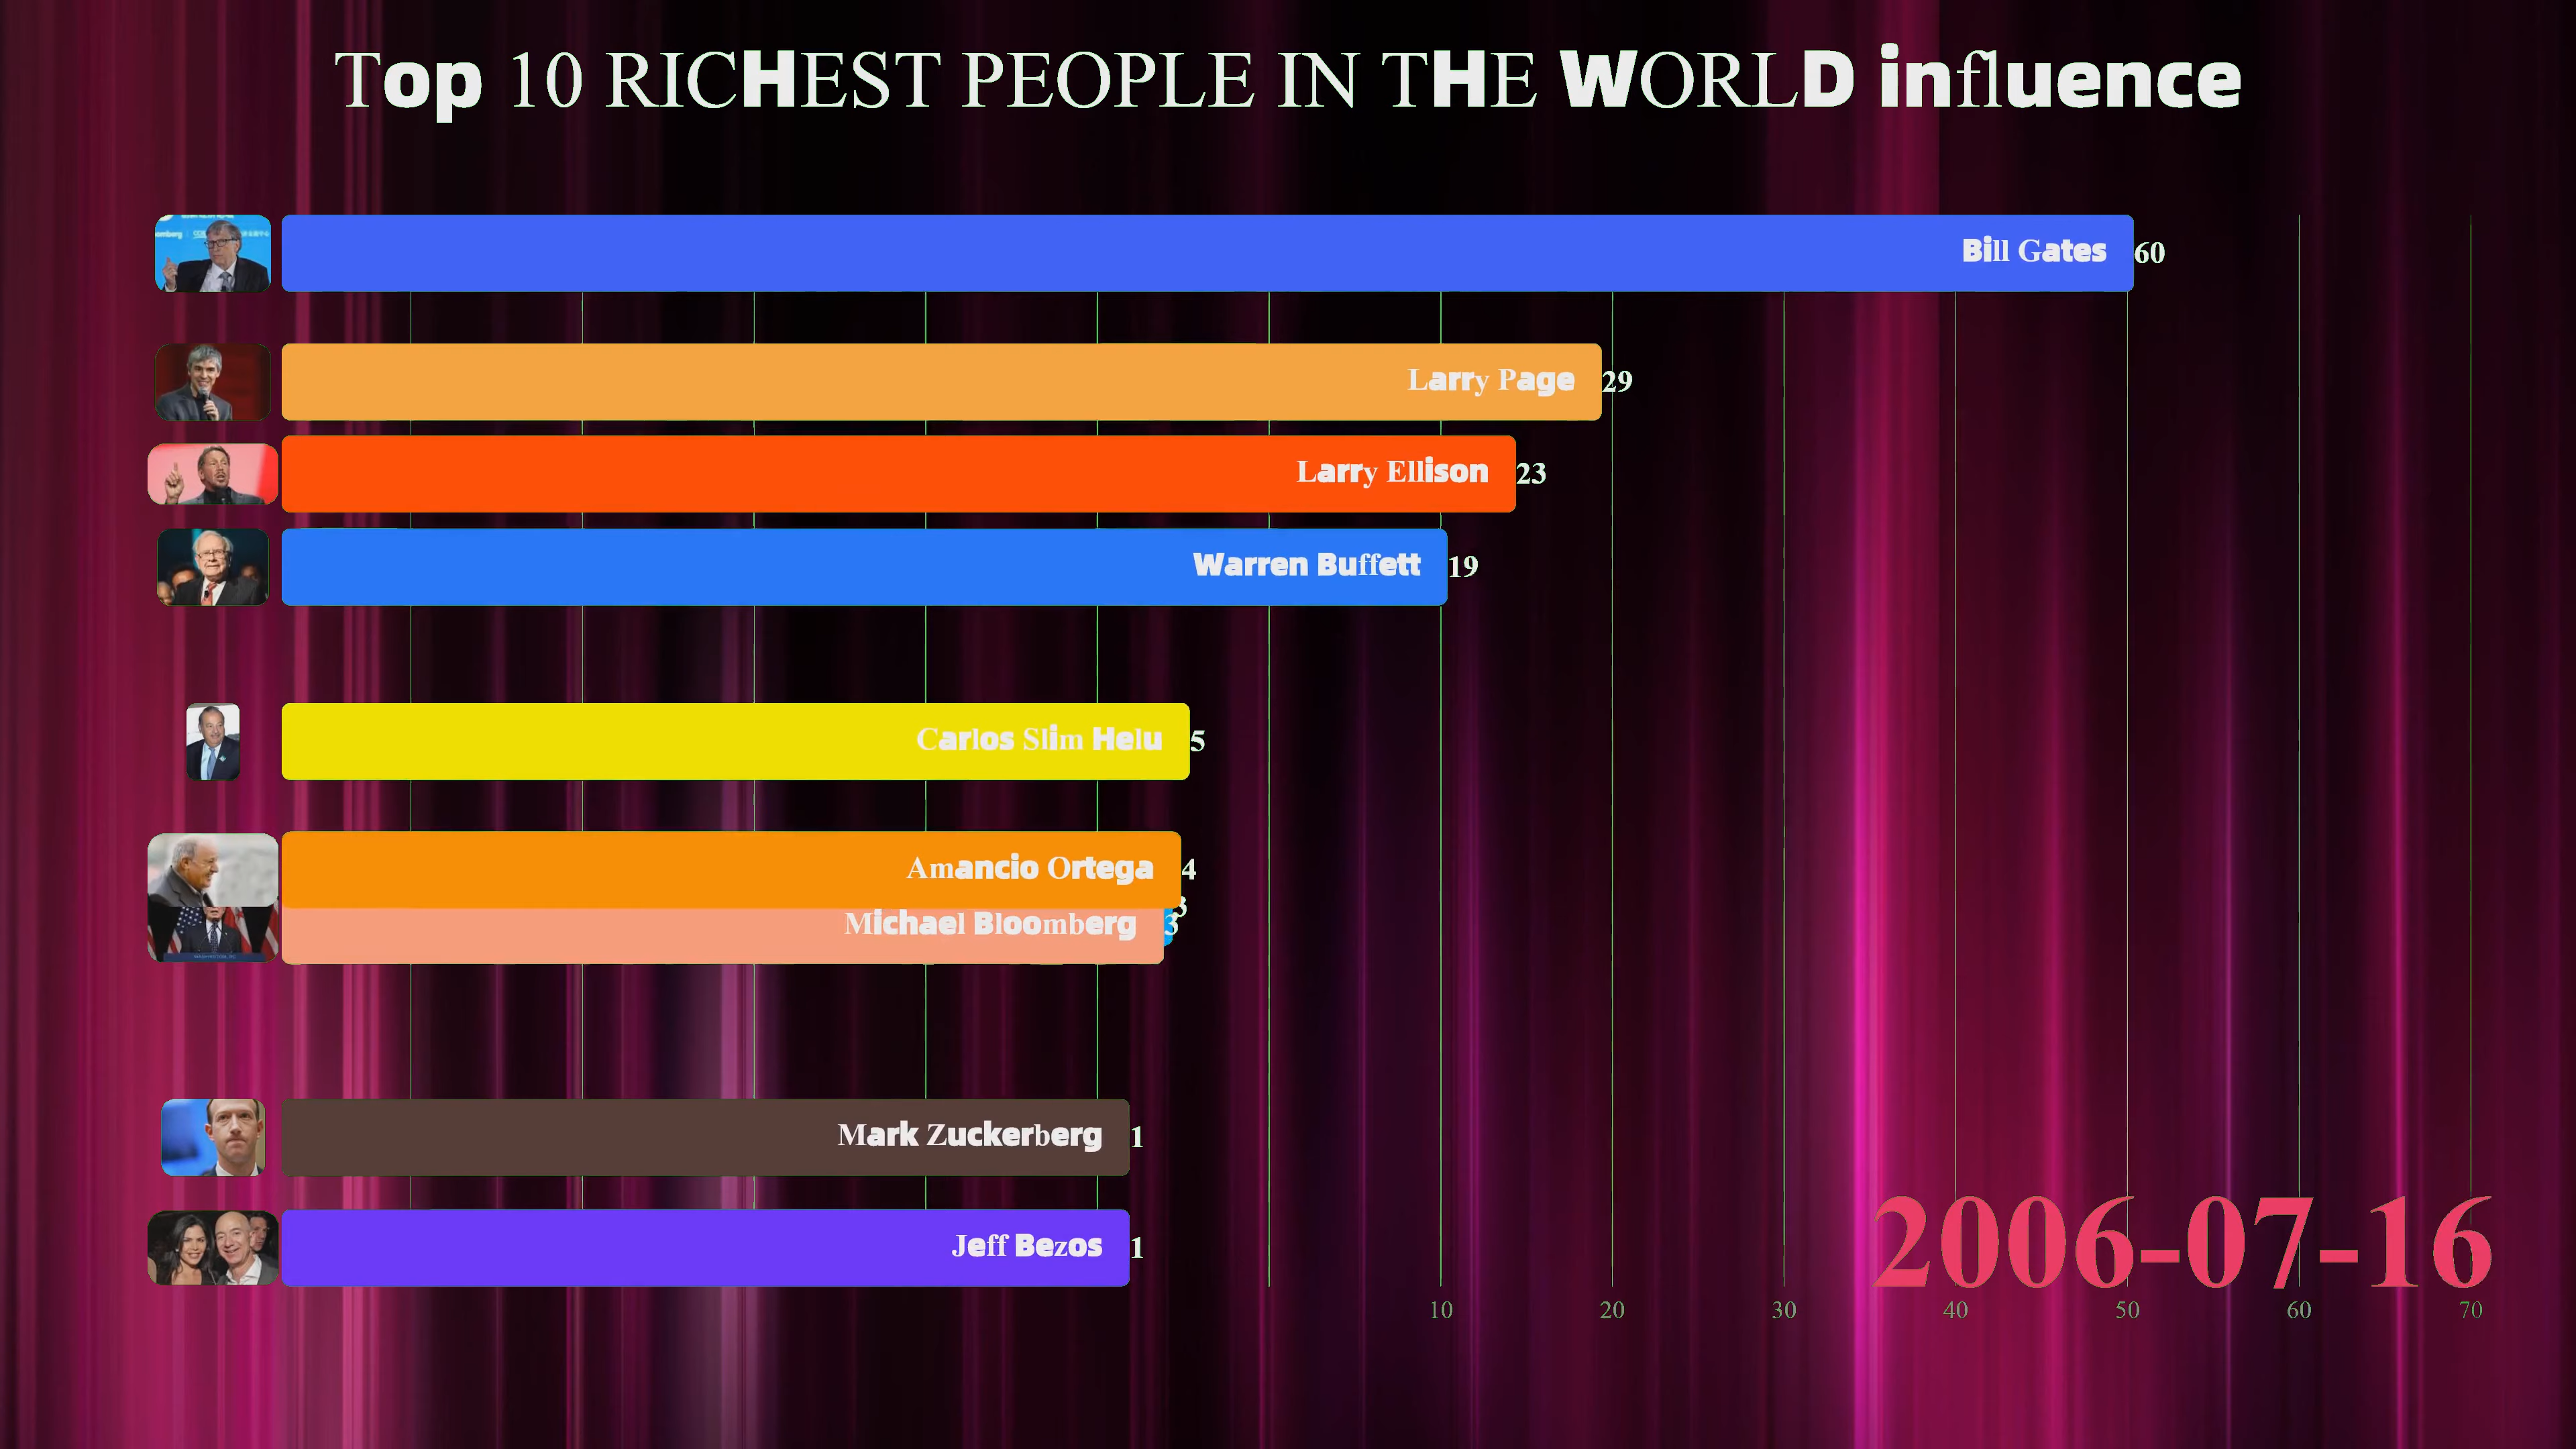 Top 10 RICHEST PEOPLE IN THE WORLD influence
Bill Gates 60
Larry Page 29
Larry Ellison 23
Warren Buffett 19
Carlos Slim Helu 5
Amancio Ortega 4
3
Michael Bloomberg 3
Mark Zuckerberg 1
Jeff Bezos 1
2006-07-16
10 20 30 40 50 60 70